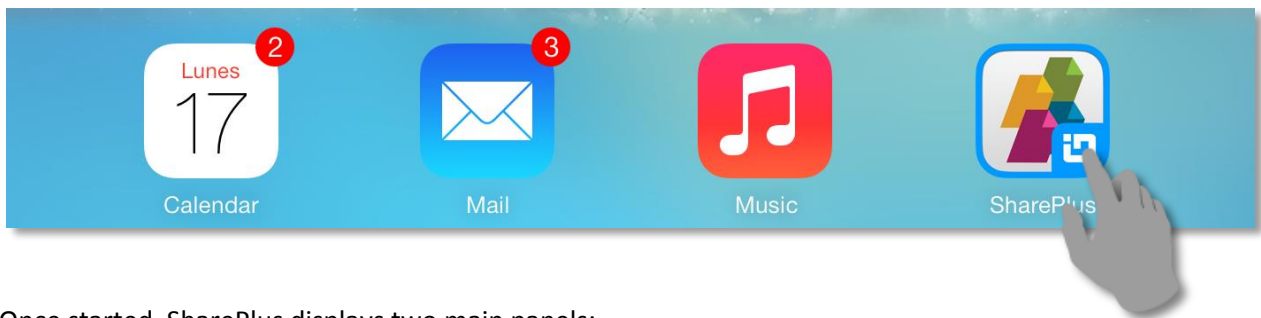 2
3
Lunes
17
Calendar
Mail
Music
SharePlus
Once started, SharePlus displays two main panels: